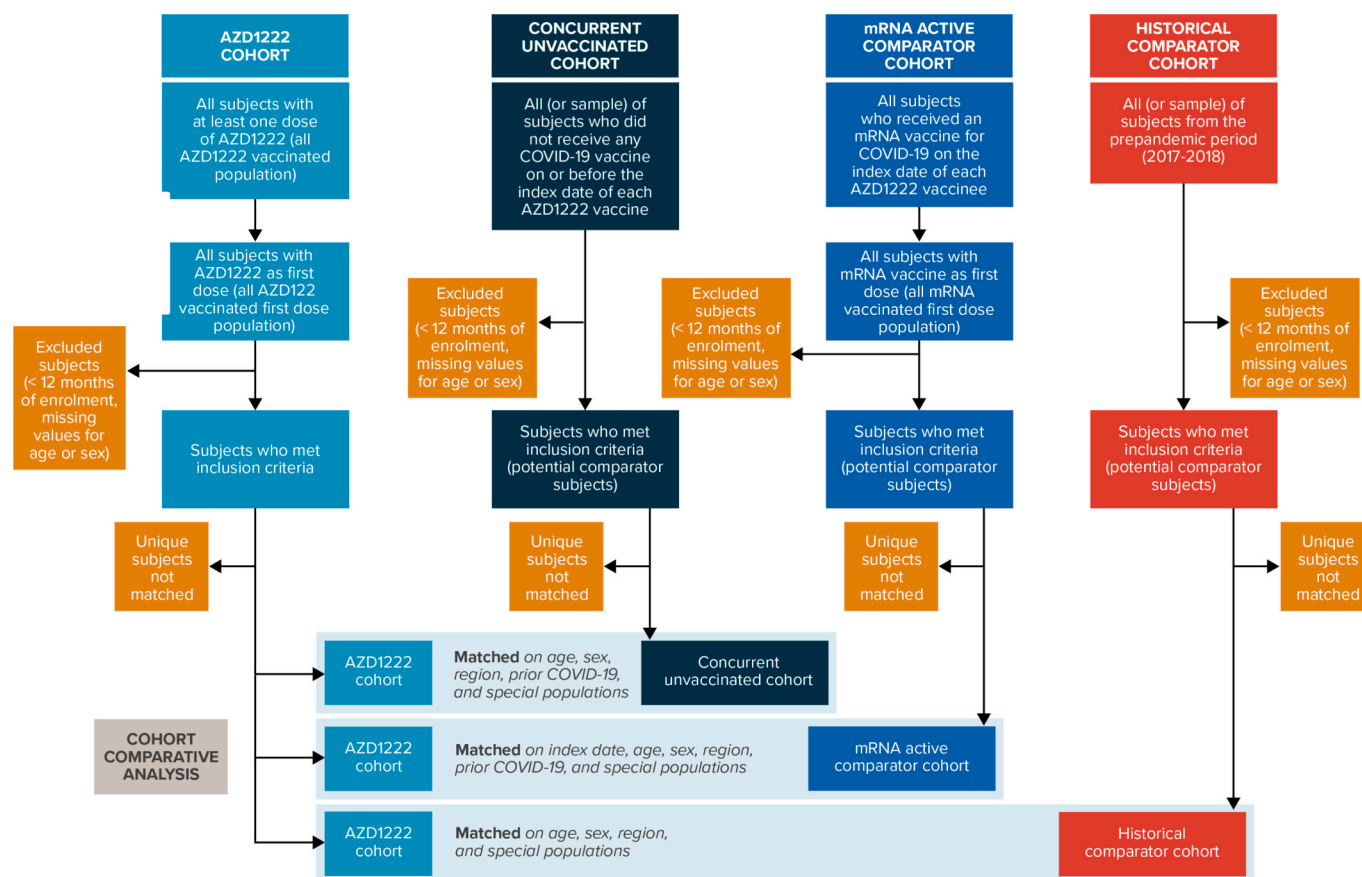 AZD1222
COHORT
All subjects with
at least one dose
of AZD1222 (all
AZD1222 vaccinated
population)
All subjects with
AZD1222 as first
dose (all AZD122
vaccinated first dose
population)
Excluded
subjects
(< 12 months
of enrolment,
missing
values for
age or sex)
Subjects who met
inclusion criteria
Unique
subjects
not
matched
CONCURRENT
UNVACCINATED
COHORT
All (or sample) of
subjects who did
not receive any
COVID-19 vaccine
on or before the
index date of each
AZD1222 vaccine
Excluded
subjects
(< 12 months of
enrolment,
missing values
for age or sex)
Subjects who met
inclusion criteria
(potential comparator
subjects)
Unique
subjects
not
matched
mRNA ACTIVE
COMPARATOR
COHORT
All subjects
who received an
mRNA vaccine for
COVID-19 on the
index date of each
AZD1222 vaccinee
All subjects with
mRNA vaccine as first
dose (all mRNA
vaccinated first dose
population)
Excluded
subjects
(< 12 months of
enrolment,
missing values
for age or sex)
Subjects who met
inclusion criteria
(potential comparator
subjects)
Unique
subjects
not
matched
HISTORICAL
COMPARATOR
COHORT
All (or sample) of
subjects from the
prepandemic period
(2017-2018)
Excluded
subjects
(< 12 months of
enrolment,
missing values
for age or sex)
Subjects who met
inclusion criteria
(potential comparator
subjects)
Unique
subjects
not
matched
COHORT
COMPARATIVE
ANALYSIS
AZD1222
cohort
Matched on age, sex,
region, prior COVID-19,
and special populations
Concurrent
unvaccinated cohort
AZD1222
cohort
Matched on index date, age, sex, region,
prior COVID-19, and special populations
mRNA active
comparator cohort
AZD1222
cohort
Matched on age, sex, region,
and special populations
Historical
comparator cohort